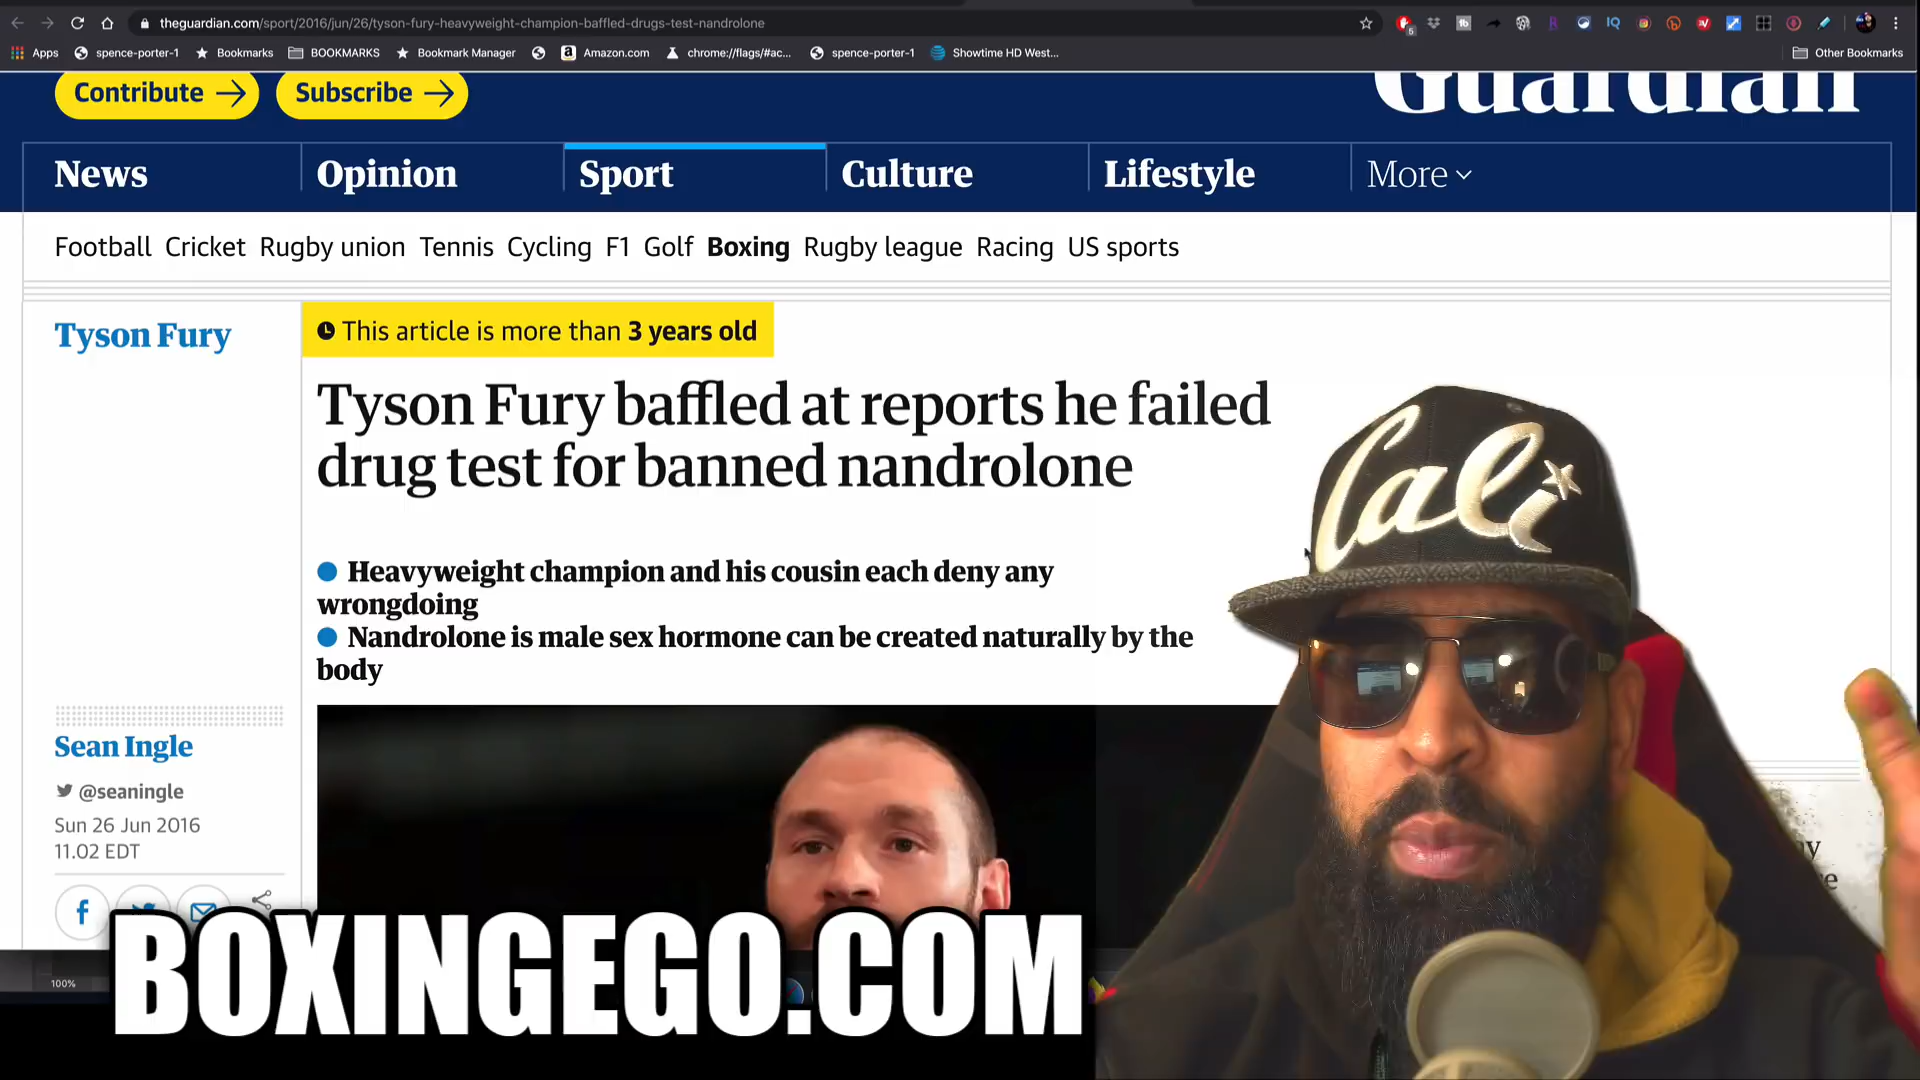 theguardian.com/sport/2016/jun/26/tyson-fury-heavyweight-champion-baffled-drugs-test-nandrolone
Apps spence-porter-1 Bookmarks BOOKMARKS Bookmark Manager Amazon.com chrome://flags/#ac... spence-porter-1 Showtime HD West... Other Bookmarks
Contribute Subscribe
Guardian
News Opinion Sport Culture Lifestyle More
Football Cricket Rugby union Tennis Cycling F1 Golf Boxing Rugby league Racing US sports
Tyson Fury
This article is more than 3 years old
Tyson Fury baffled at reports he failed
drug test for banned nandrolone
Heavyweight champion and his cousin each deny any
wrongdoing
Nandrolone is male sex hormone can be created naturally by the
body
Cali
Sean Ingle
@seaningle
Sun 26 Jun 2016
11.02 EDT
100%
BOXINGEGO.COM